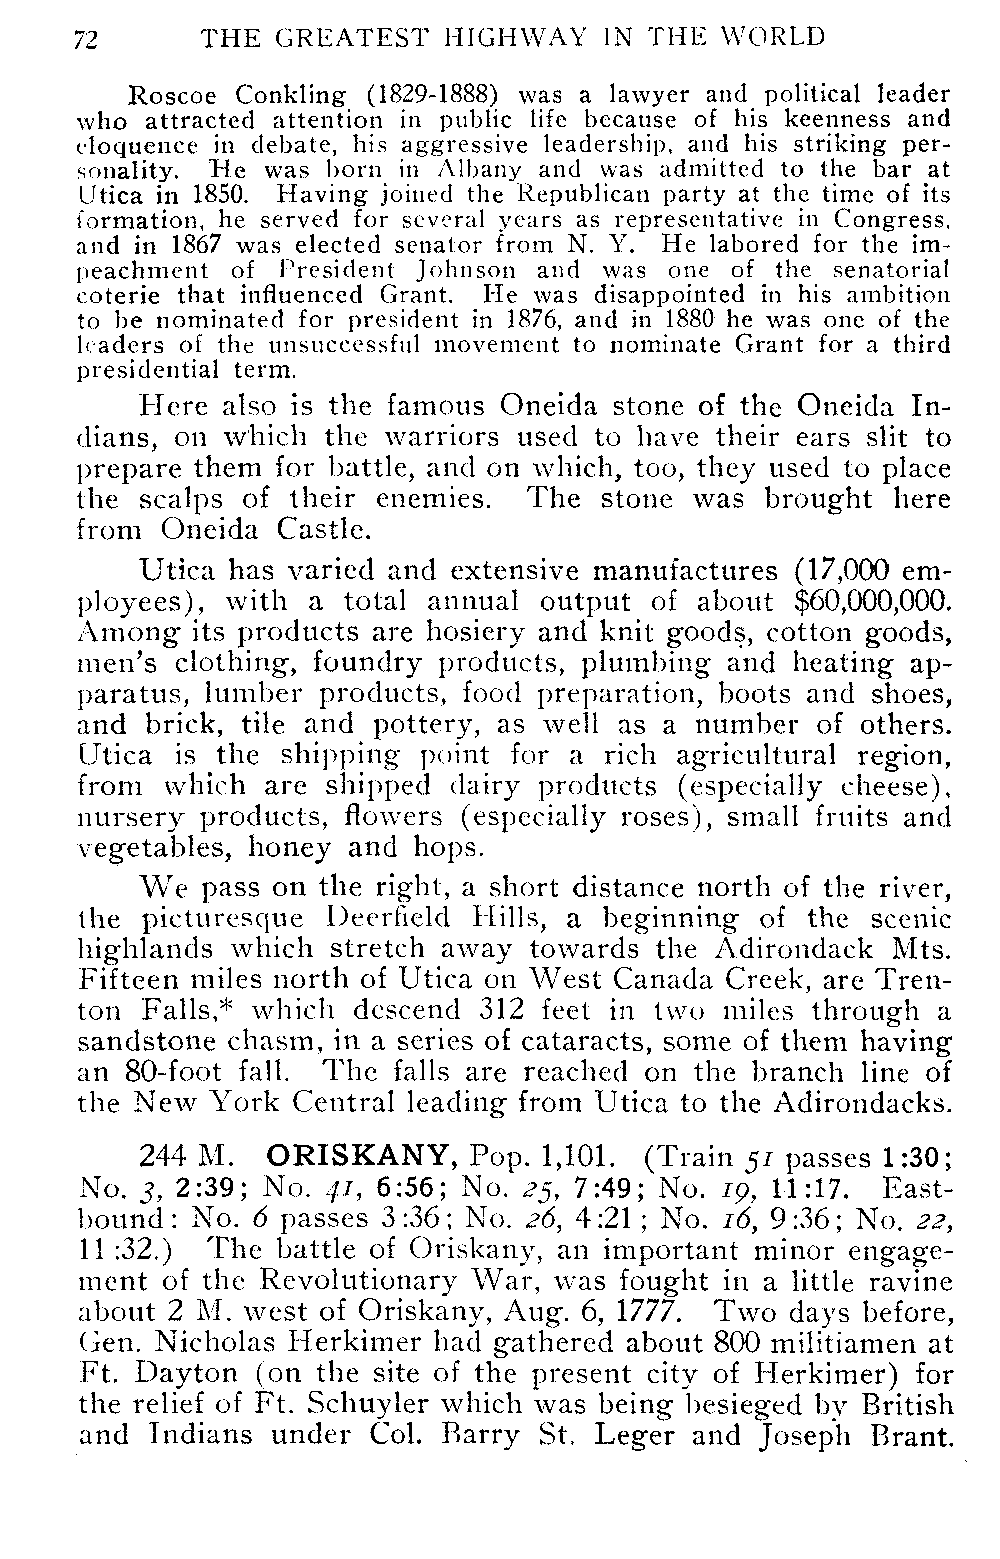 72 THE GREATEST HIGHWAY IN THE WORLD
Roscoe Conkling (1829-1888) was a lawyer and political leader
who attracted attention in public life because of his keenness and
eloquence in debate, his aggressive leadership, and his striking per-
sonality. He was born in Albany and was admitted to the bar at
Utica in 1850. Having joined the Republican party at the time of its
formation, he served for several years as representative in Congress,
and in 1867 was elected senator from N. Y. He labored for the im-
peachment of President Johnson and was one of the senatorial
coterie that influenced Grant. He was disappointed in his ambition
to be nominated for president in 1876, and in 1880 he was one of the
leaders of the unsuccessful movement to nominate Grant for a third
presidential term.
Here also is the famous Oneida stone of the Oneida In-
dians, on which the warriors used to have their ears slit to
prepare them for battle, and on which, too, they used to place
the scalps of their enemies. The stone was brought here
from Oneida Castle.
Utica has varied and extensive manufactures (17,000 em-
ployees), with a total annual output of about $60,000,000.
Among its products are hosiery and knit goods, cotton goods,
men's clothing, foundry products, plumbing and heating ap-
paratus, lumber products, food preparation, boots and shoes,
and brick, tile and pottery, as well as a number of others.
Utica is the shipping point for a rich agricultural region,
from which are shipped dairy products (especially cheese),
nursery products, flowers (especially roses), small fruits and
vegetables, honey and hops.
We pass on the right, a short distance north of the river,
the picturesque Deerfield Hills, a beginning of the scenic
highlands which stretch away towards the Adirondack Mts.
Fifteen miles north of Utica on West Canada Creek, are Tren-
ton Falls,* which descend 312 feet in two miles through a
sandstone chasm, in a series of cataracts, some of them having
an 80-foot fall. The falls are reached on the branch line of
the New York Central leading from Utica to the Adirondacks.
244 M. ORISKANY, Pop. 1,101. (Train 51 passes 1:30;
No. 3, 2:39; No. 41, 6:56; No. 25, 7:49; No. 19, 11:17. East-
bound: No. 6 passes 3:36; No. 26, 4:21; No. 16, 9:36; No. 22,
11:32.) The battle of Oriskany, an important minor engage-
ment of the Revolutionary War, was fought in a little ravine
about 2 M. west of Oriskany, Aug. 6, 1777. Two days before,
Gen. Nicholas Herkimer had gathered about 800 militiamen at
Ft. Dayton (on the site of the present city of Herkimer) for
the relief of Ft. Schuyler which was being besieged by British
and Indians under Col. Barry St. Leger and Joseph Brant.